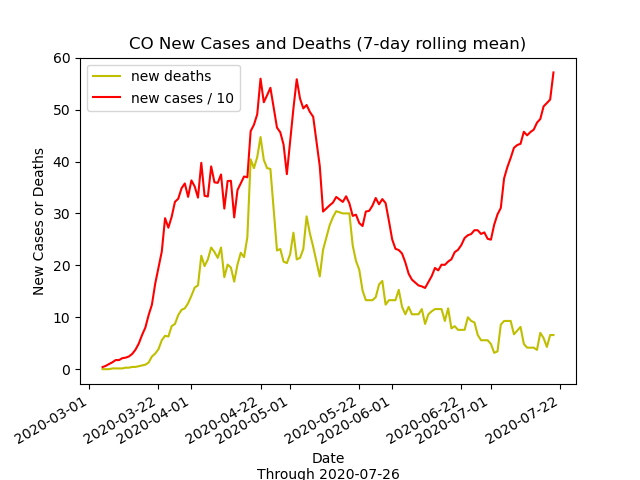 CO New Cases and Deaths (7-day rolling mean)
new deaths
new cases / 10
60
50
40
30
20
10
0
New Cases or Deaths
2020-03-01
2020-03-22
2020-04-01
2020-04-22
2020-05-01
2020-05-22
2020-06-01
2020-06-22
2020-07-01
2020-07-22
Date
Through 2020-07-26